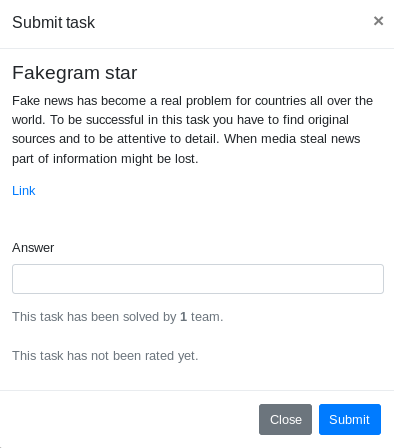 Submit task
×
Fakegram star
Fake news has become a real problem for countries all over the
world. To be successful in this task you have to find original
sources and to be attentive to detail. When media steal news
part of information might be lost.
Link
Answer
This task has been solved by 1 team.
This task has not been rated yet.
Close Submit